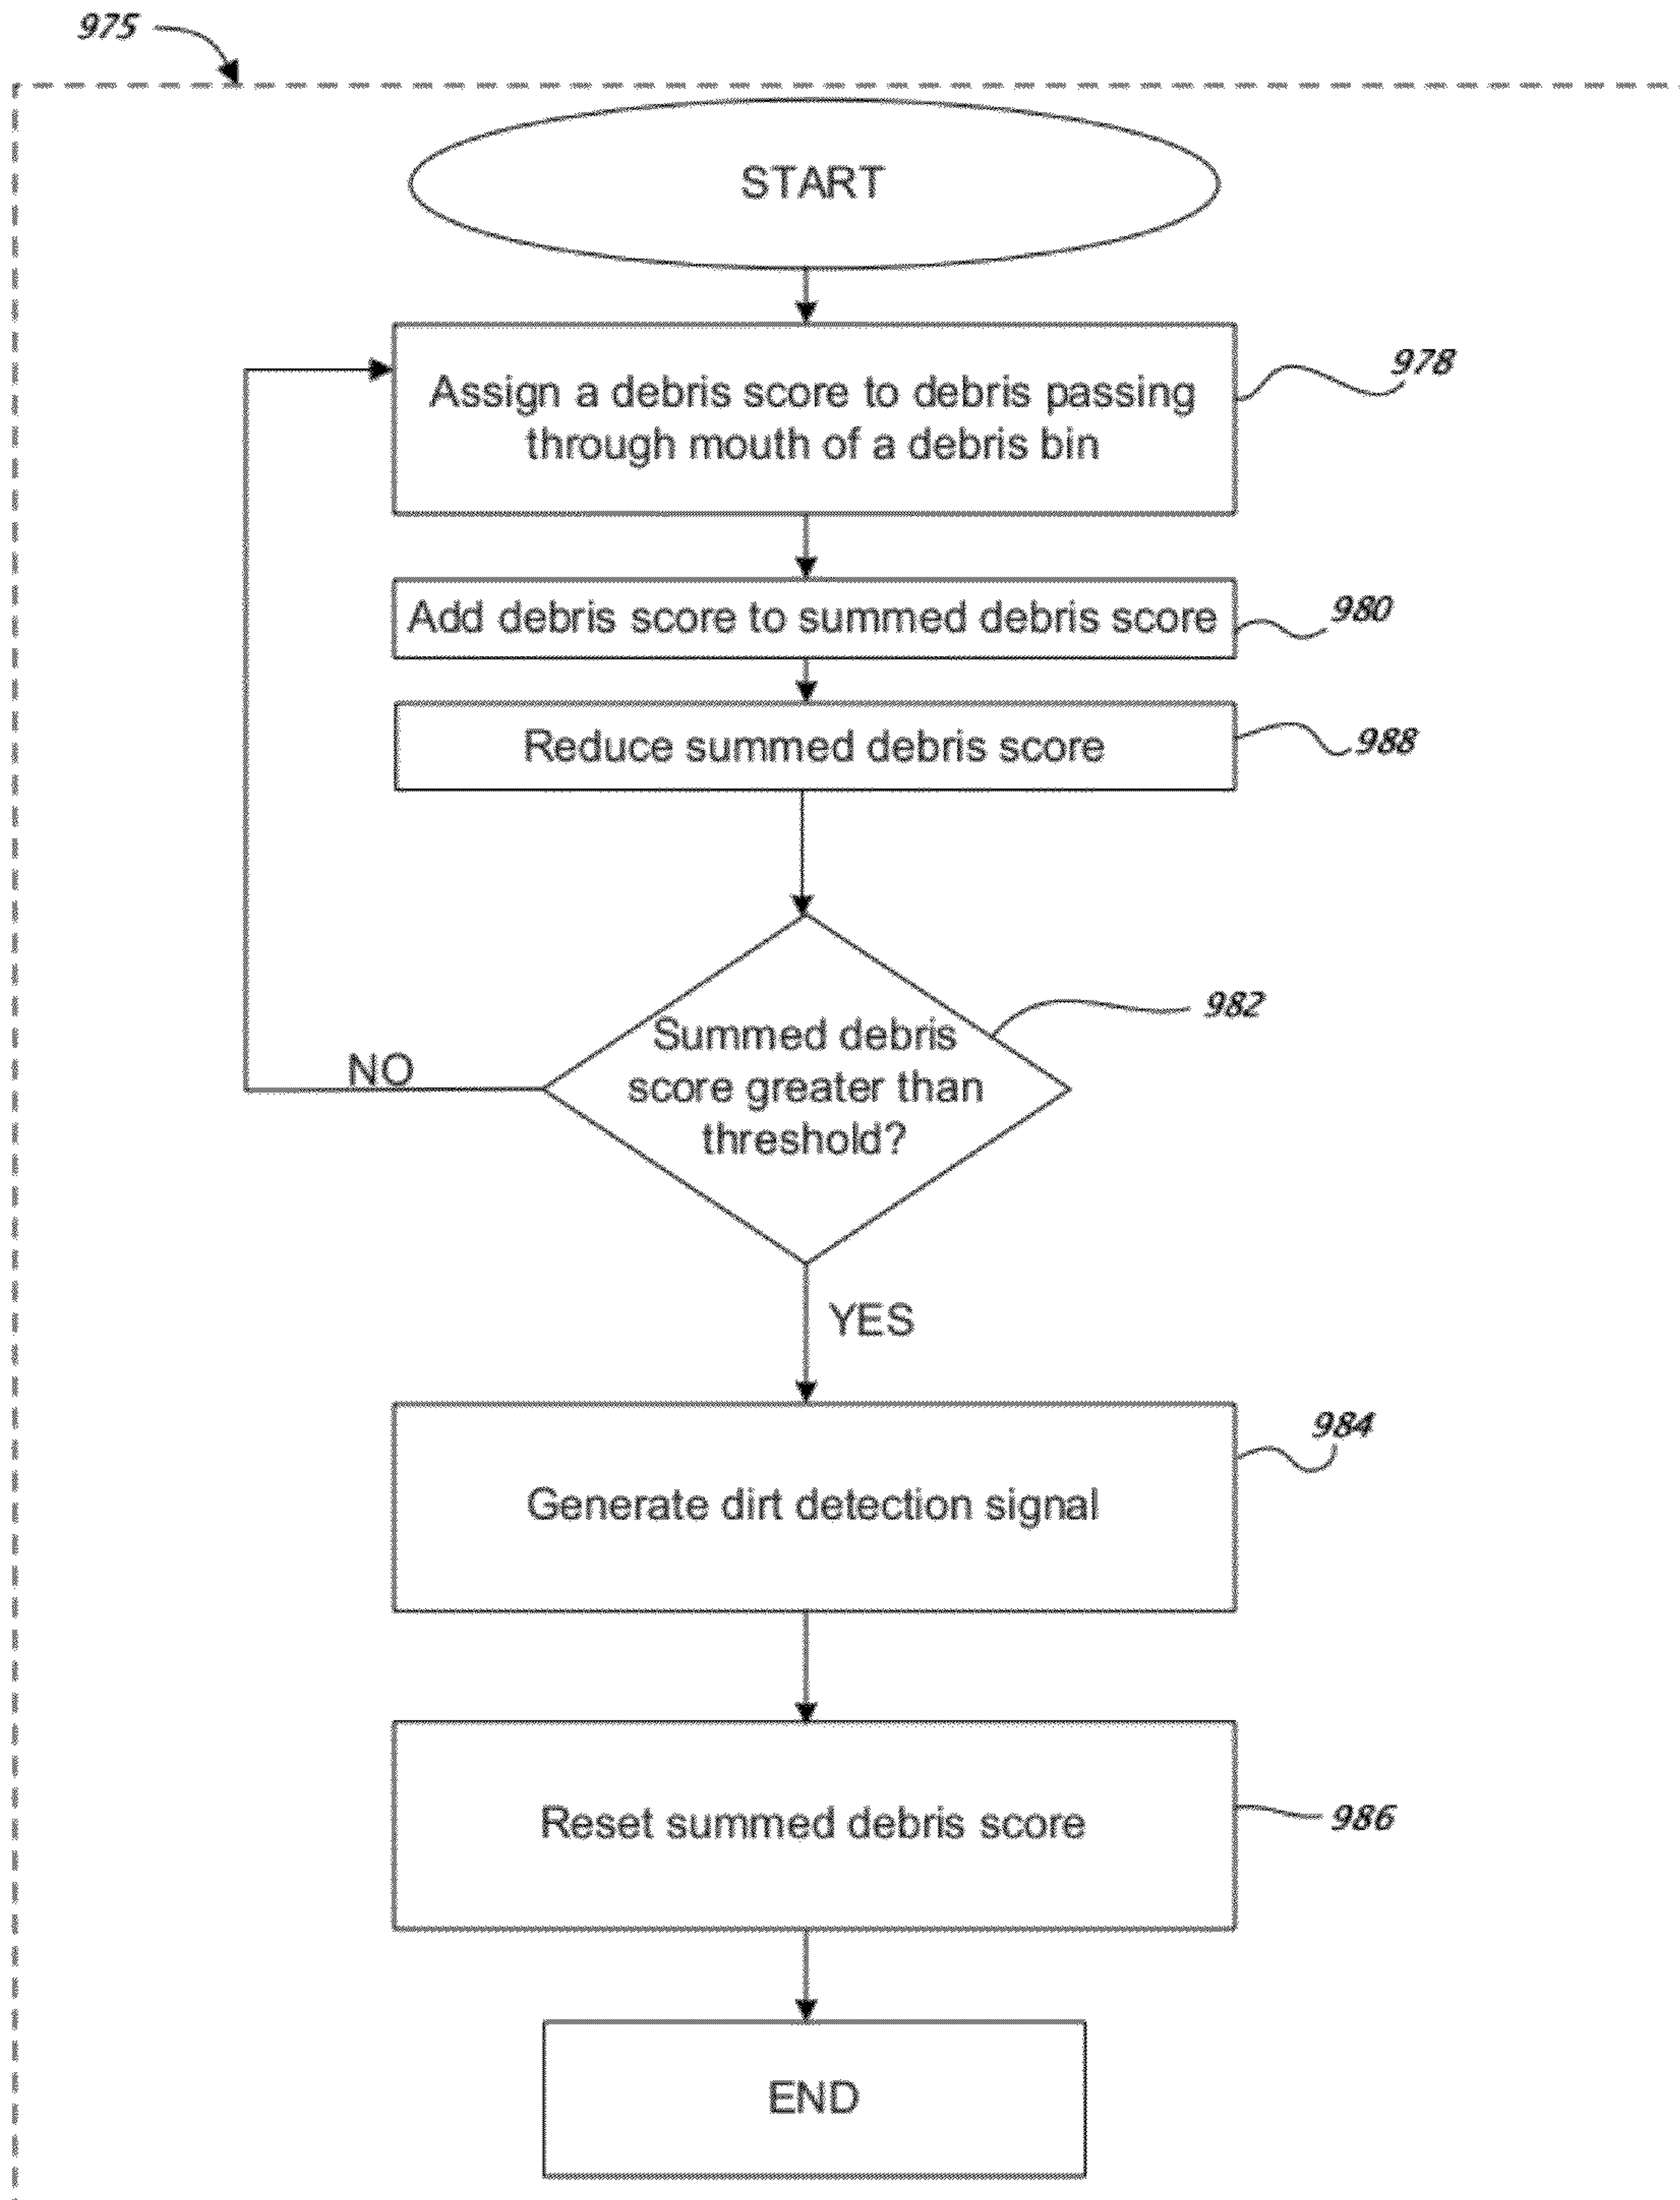 975
START
Assign a debris score to debris passing
through mouth of a debris bin
978
Add debris score to summed debris score
980
Reduce summed debris score
988
Summed debris
score greater than
threshold?
982
NO
YES
Generate dirt detection signal
984
Reset summed debris score
986
END